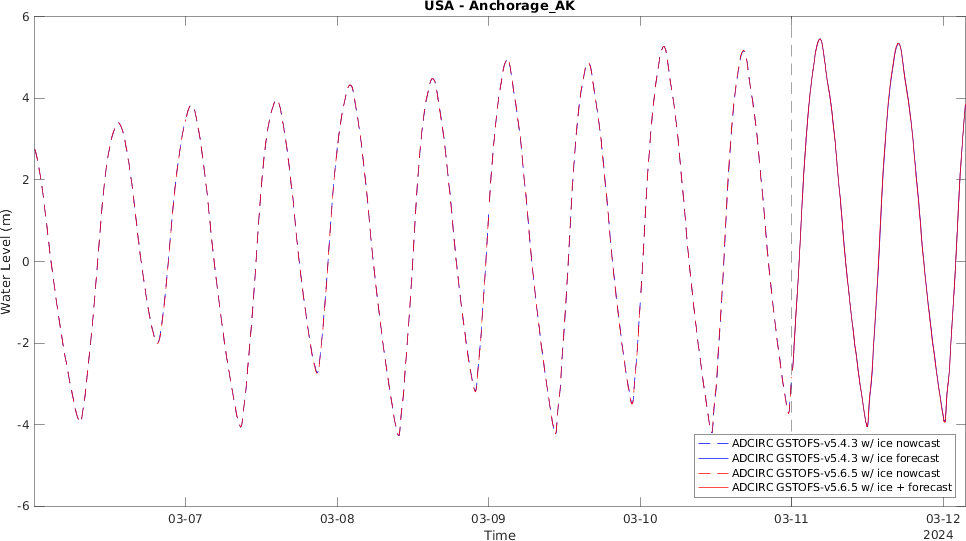 USA - Anchorage_AK
6
4
2
0
-2
-4
-6
Water Level (m)
03-07
03-08
03-09
03-10
03-11
03-12
Time
2024
ADCIRC GSTOFS-v5.4.3 w/ ice nowcast
ADCIRC GSTOFS-v5.4.3 w/ ice forecast
ADCIRC GSTOFS-v5.6.5 w/ ice nowcast
ADCIRC GSTOFS-v5.6.5 w/ ice + forecast